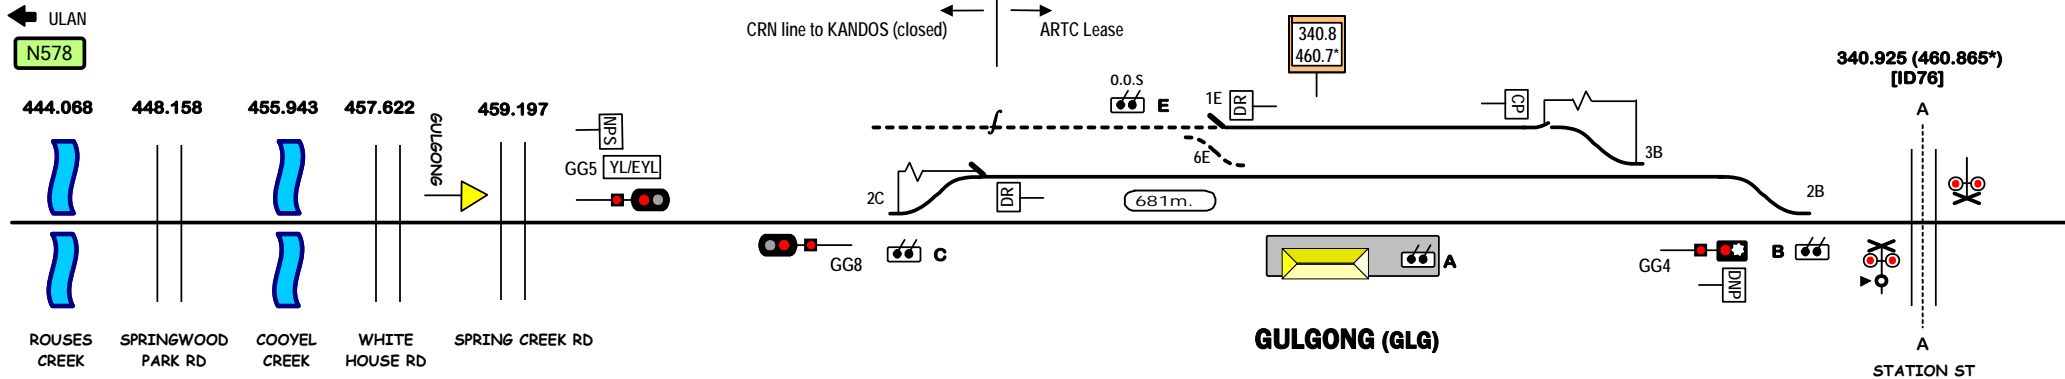 ULAN
N578
CRN line to KANDOS (closed)
ARTC Lease
340.8
460.7*
340.925 (460.865*)
[ID76]
444.068
448.158
455.943
457.622
GULGONG
459.197
NPS
GG5
YL/EYL
O.O.S
E
1E
DR
CP
A
6E
3B
2C
DR
681m.
2B
GG8
C
A
GG4
B
DNP
ROUSES
CREEK
SPRINGWOOD
PARK RD
COOYEL
CREEK
WHITE
HOUSE RD
SPRING CREEK RD
GULGONG (GLG)
A
STATION ST